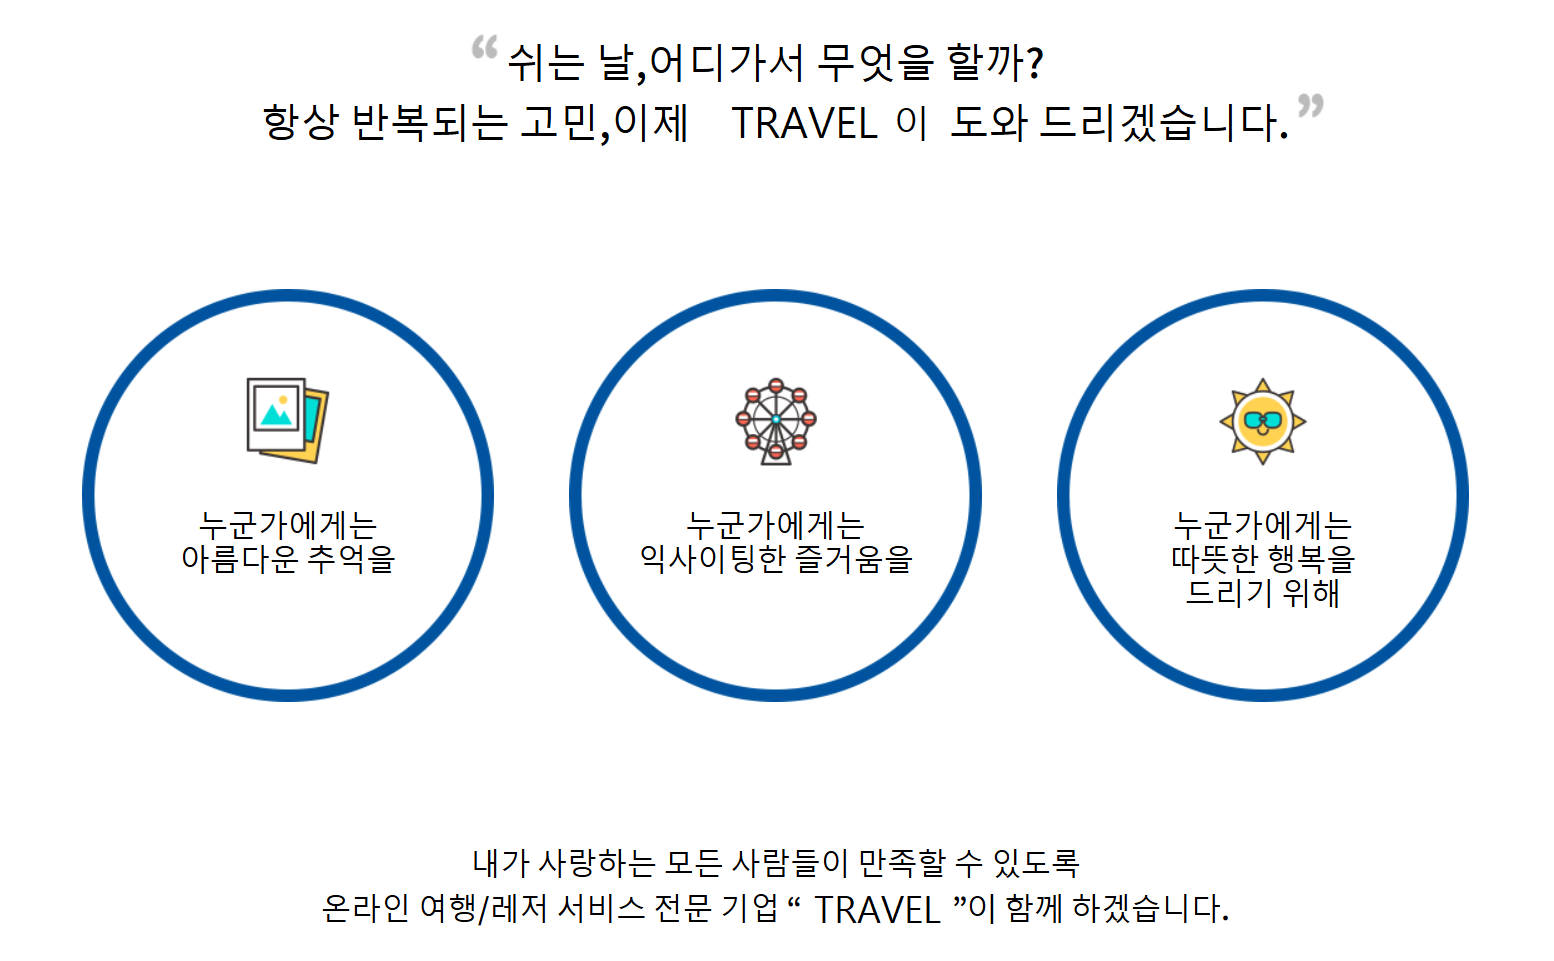 “ 쉬는 날,어디가서 무엇을 할까?
항상 반복되는 고민,이제 TRAVEL 이 도와 드리겠습니다. ”
누군가에게는
아름다운 추억을
누군가에게는
익사이팅한 즐거움을
누군가에게는
따뜻한 행복을
드리기 위해
내가 사랑하는 모든 사람들이 만족할 수 있도록
온라인 여행/레저 서비스 전문 기업 “ TRAVEL ”이 함께 하겠습니다.